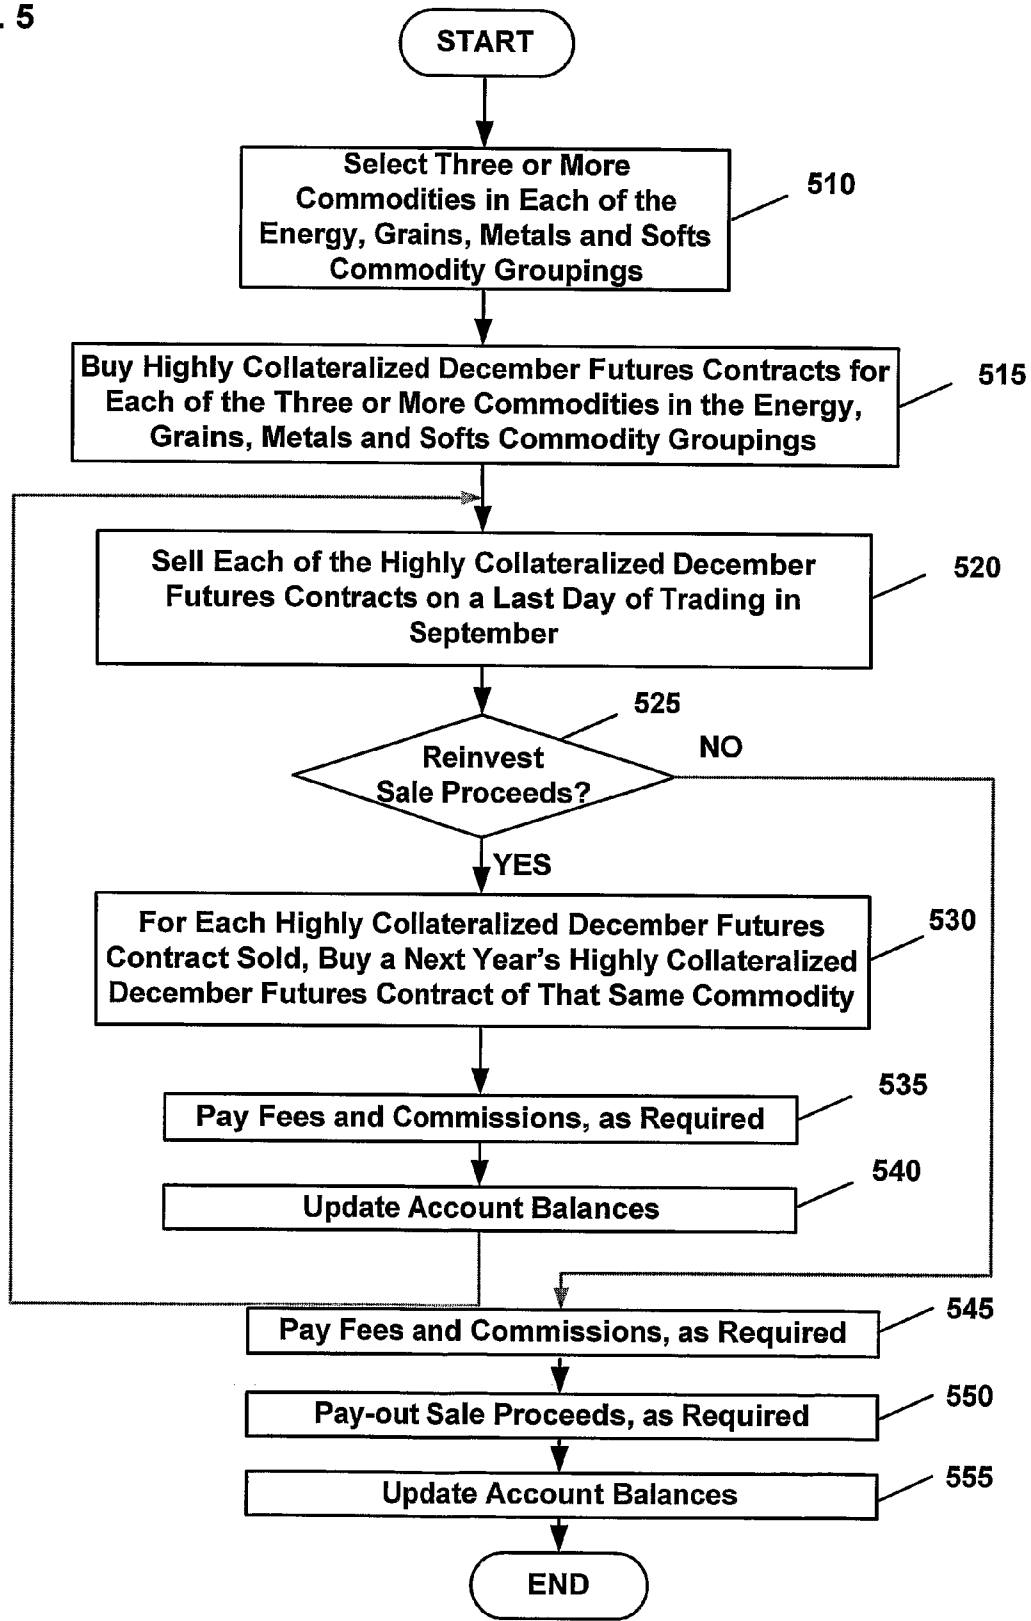 . 5
START
Select Three or More
Commodities in Each of the
Energy, Grains, Metals and Softs
Commodity Groupings
510
Buy Highly Collateralized December Futures Contracts for
Each of the Three or More Commodities in the Energy,
Grains, Metals and Softs Commodity Groupings
515
Sell Each of the Highly Collateralized December
Futures Contracts on a Last Day of Trading in
September
520
525
Reinvest
Sale Proceeds?
NO
YES
For Each Highly Collateralized December Futures
Contract Sold, Buy a Next Year's Highly Collateralized
December Futures Contract of That Same Commodity
530
Pay Fees and Commissions, as Required
535
Update Account Balances
540
Pay Fees and Commissions, as Required
545
Pay-out Sale Proceeds, as Required
550
Update Account Balances
555
END